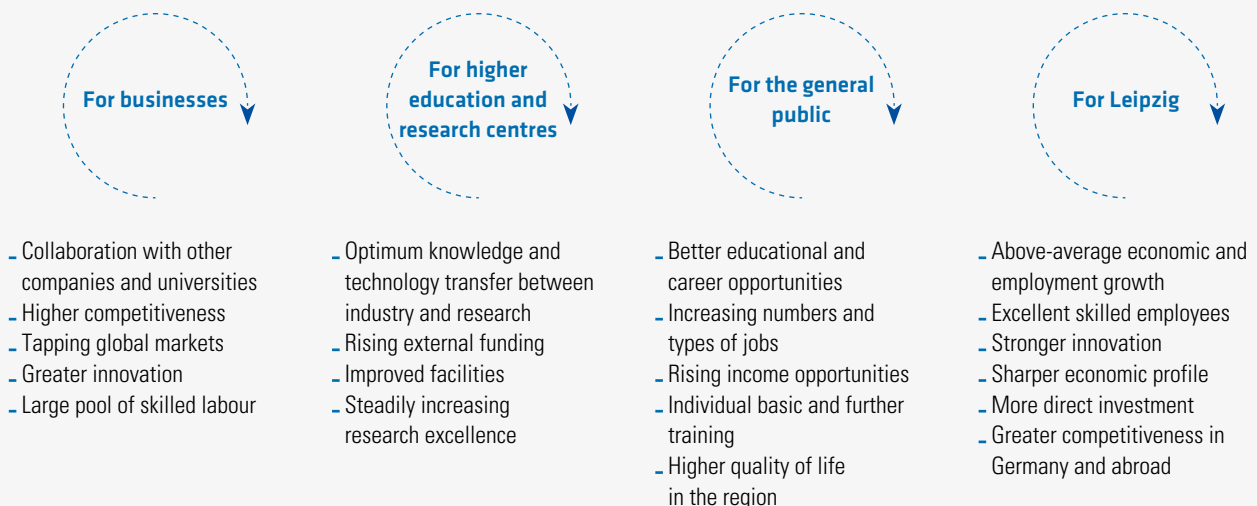 For businesses
- Collaboration with other
companies and universities
- Higher competitiveness
- Tapping global markets
- Greater innovation
- Large pool of skilled labour
For higher
education and
research centres
- Optimum knowledge and
technology transfer between
industry and research
- Rising external funding
- Improved facilities
- Steadily increasing
research excellence
For the general
public
- Better educational and
career opportunities
- Increasing numbers and
types of jobs
- Rising income opportunities
- Individual basic and further
training
- Higher quality of life
in the region
For Leipzig
- Above-average economic and
employment growth
- Excellent skilled employees
- Stronger innovation
- Sharper economic profile
- More direct investment
- Greater competitiveness in
Germany and abroad